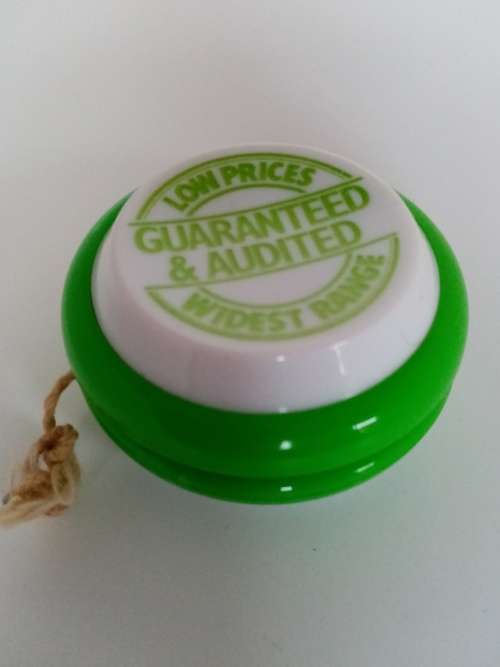 LOW PRICES
GUARANTEED
& AUDITED
WIDEST RANGE